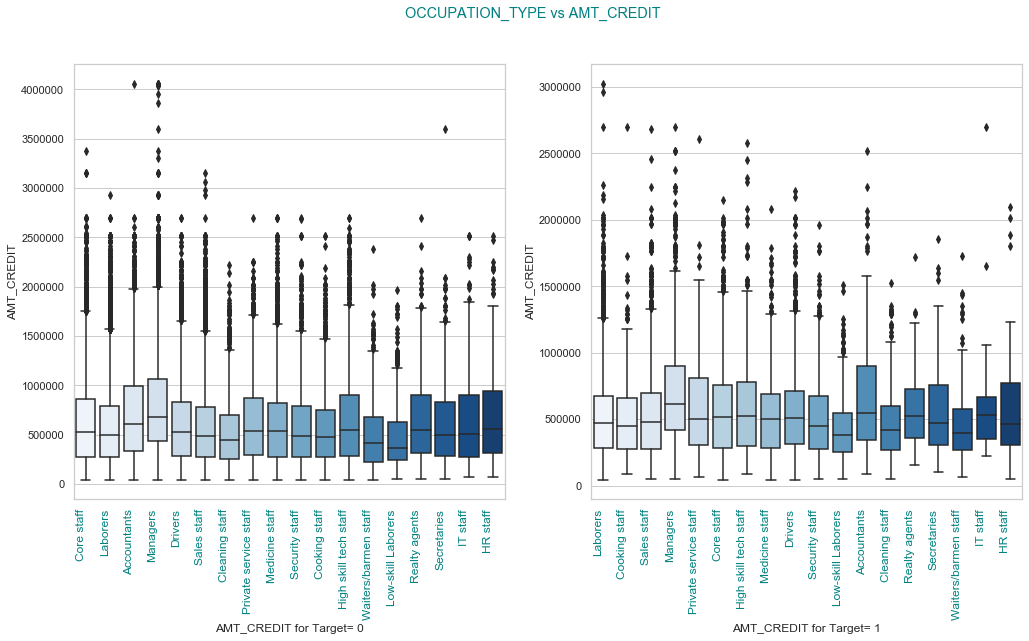 OCCUPATION_TYPE vs AMT_CREDIT
AMT_CREDIT
4000000
3500000
3000000
2500000
2000000
1500000
1000000
500000
0
Core staff
Laborers
Accountants
Managers
Drivers
Sales staff
Cleaning staff
Private service staff
Medicine staff
Security staff
Cooking staff
High skill tech staff
Waiters/barmen staff
Low-skill Laborers
Realty agents
Secretaries
IT staff
HR staff
AMT_CREDIT for Target= 0
AMT_CREDIT
3000000
2500000
2000000
1500000
1000000
500000
0
Laborers
Cooking staff
Sales staff
Managers
Private service staff
Core staff
High skill tech staff
Medicine staff
Drivers
Security staff
Low-skill Laborers
Accountants
Cleaning staff
Realty agents
Secretaries
Waiters/barmen staff
IT staff
HR staff
AMT_CREDIT for Target= 1